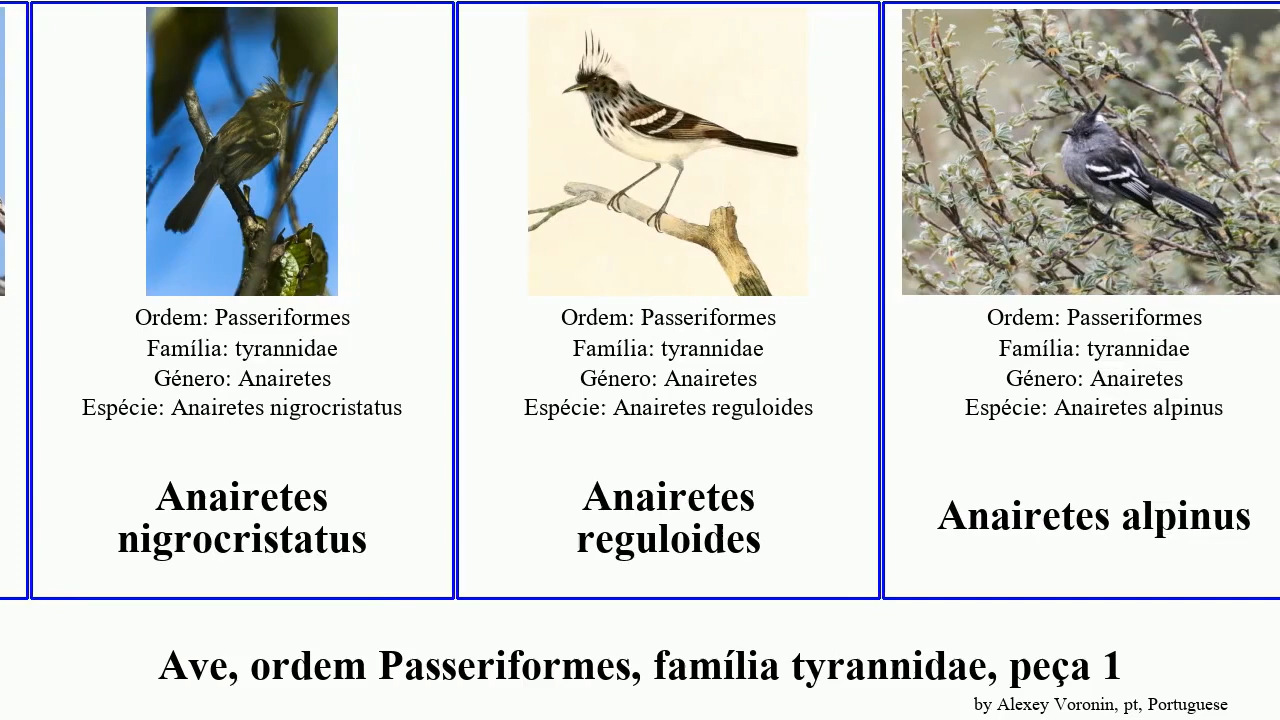 Ordem: Passeriformes
Família: tyrannidae
Género: Anairetes
Espécie: Anairetes nigrocristatus
Anairetes
nigrocristatus
Ordem: Passeriformes
Família: tyrannidae
Género: Anairetes
Espécie: Anairetes reguloides
Anairetes
reguloides
Ordem: Passeriformes
Família: tyrannidae
Género: Anairetes
Espécie: Anairetes alpinus
Anairetes alpinus
Ave, ordem Passeriformes, família tyrannidae, peça 1
by Alexey Voronin, pt, Portuguese